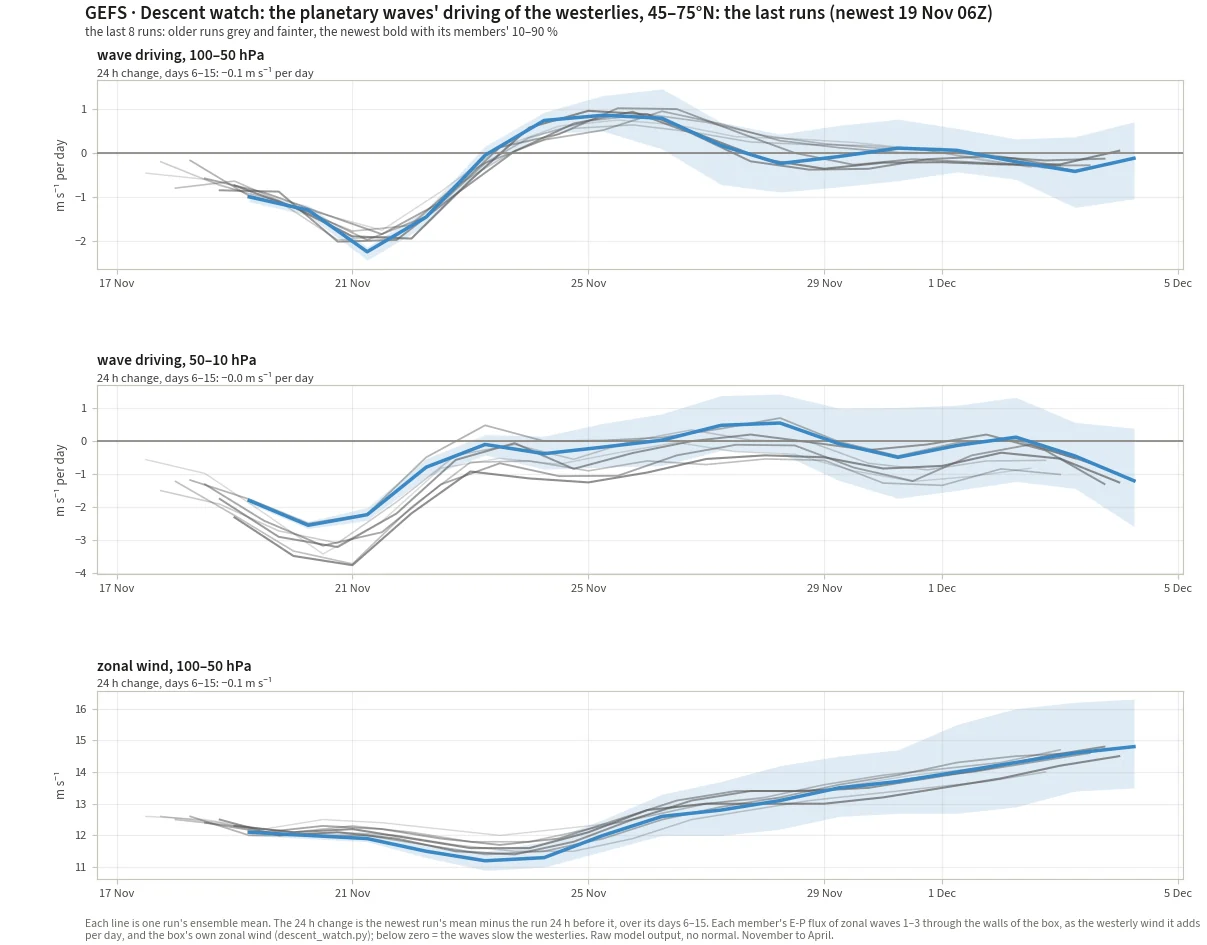 GEFS · Descent watch: the planetary waves' driving of the westerlies, 45–75°N: the last runs (newest 19 Nov 06Z)
the last 8 runs: older runs grey and fainter, the newest bold with its members' 10–90 %
wave driving, 100–50 hPa
24 h change, days 6–15: −0.1 m s⁻¹ per day
m s⁻¹ per day
1
0
−1
−2
17 Nov 21 Nov 25 Nov 29 Nov 1 Dec 5 Dec
wave driving, 50–10 hPa
24 h change, days 6–15: −0.0 m s⁻¹ per day
m s⁻¹ per day
1
0
−1
−2
−3
−4
17 Nov 21 Nov 25 Nov 29 Nov 1 Dec 5 Dec
zonal wind, 100–50 hPa
24 h change, days 6–15: −0.1 m s⁻¹
m s⁻¹
16
15
14
13
12
11
17 Nov 21 Nov 25 Nov 29 Nov 1 Dec 5 Dec
Each line is one run's ensemble mean. The 24 h change is the newest run's mean minus the run 24 h before it, over its days 6–15. Each member's E-P flux of zonal waves 1–3 through the walls of the box, as the westerly wind it adds
per day, and the box's own zonal wind (descent_watch.py); below zero = the waves slow the westerlies. Raw model output, no normal. November to April.